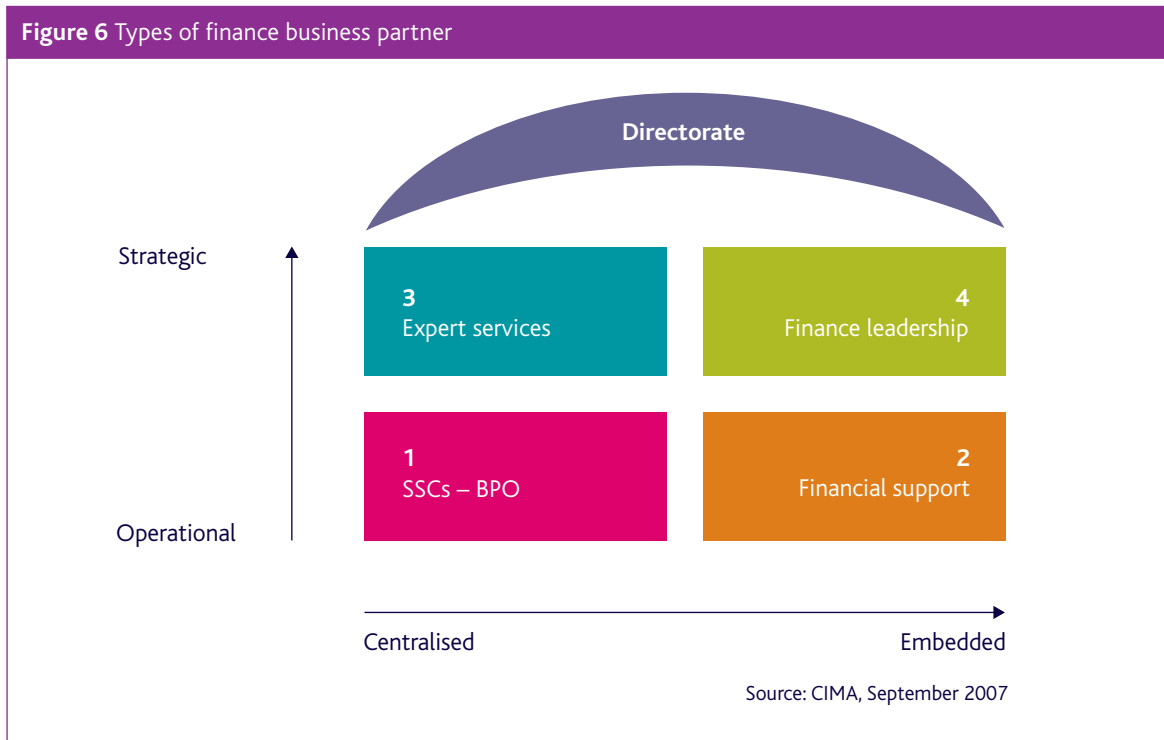 Figure 6 Types of finance business partner
Directorate
Strategic
3
Expert services
4
Finance leadership
1
SSCs – BPO
2
Financial support
Operational
Centralised
Embedded
Source: CIMA, September 2007